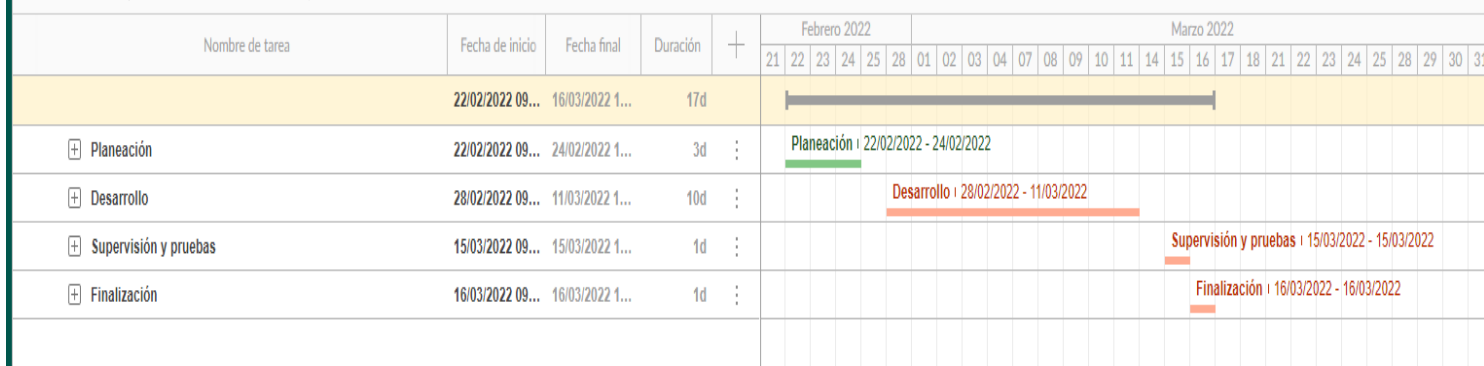 Febrero 2022 Marzo 2022
Nombre de tarea Fecha de inicio Fecha final Duración
21 22 23 24 25 28 01 02 03 04 07 08 09 10 11 14 15 16 17 18 21 22 23 24 25 28 29 30 31
22/02/2022 09... 16/03/2022 1... 17d
Planeación 22/02/2022 09... 24/02/2022 1... 3d Planeación 22/02/2022 - 24/02/2022
Desarrollo 28/02/2022 09... 11/03/2022 1... 10d Desarrollo 28/02/2022 - 11/03/2022
Supervisión y pruebas 15/03/2022 09... 15/03/2022 1... 1d Supervisión y pruebas 15/03/2022 - 15/03/2022
Finalización 16/03/2022 09... 16/03/2022 1... 1d Finalización 16/03/2022 - 16/03/2022